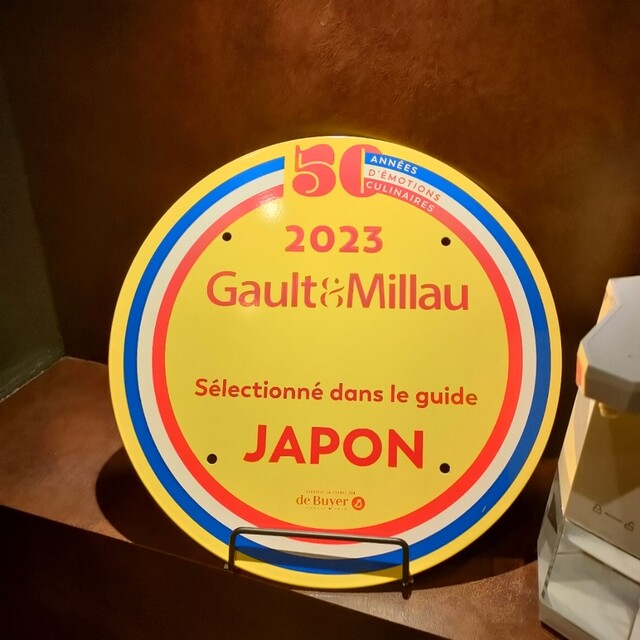 50 ANNÉES
D'ÉMOTIONS
CULINAIRES
2023
Gault&Millau
Sélectionné dans le guide
JAPON
de Buyer